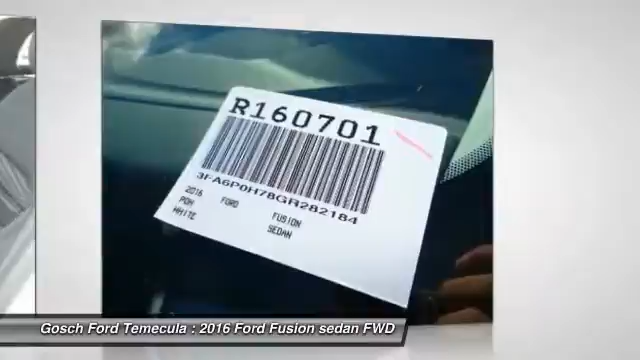 R160701
3FA6P0H78GR282184
2016 FORD FUSION
POH SEDAN
WHITE
Gosch Ford Temecula : 2016 Ford Fusion sedan FWD